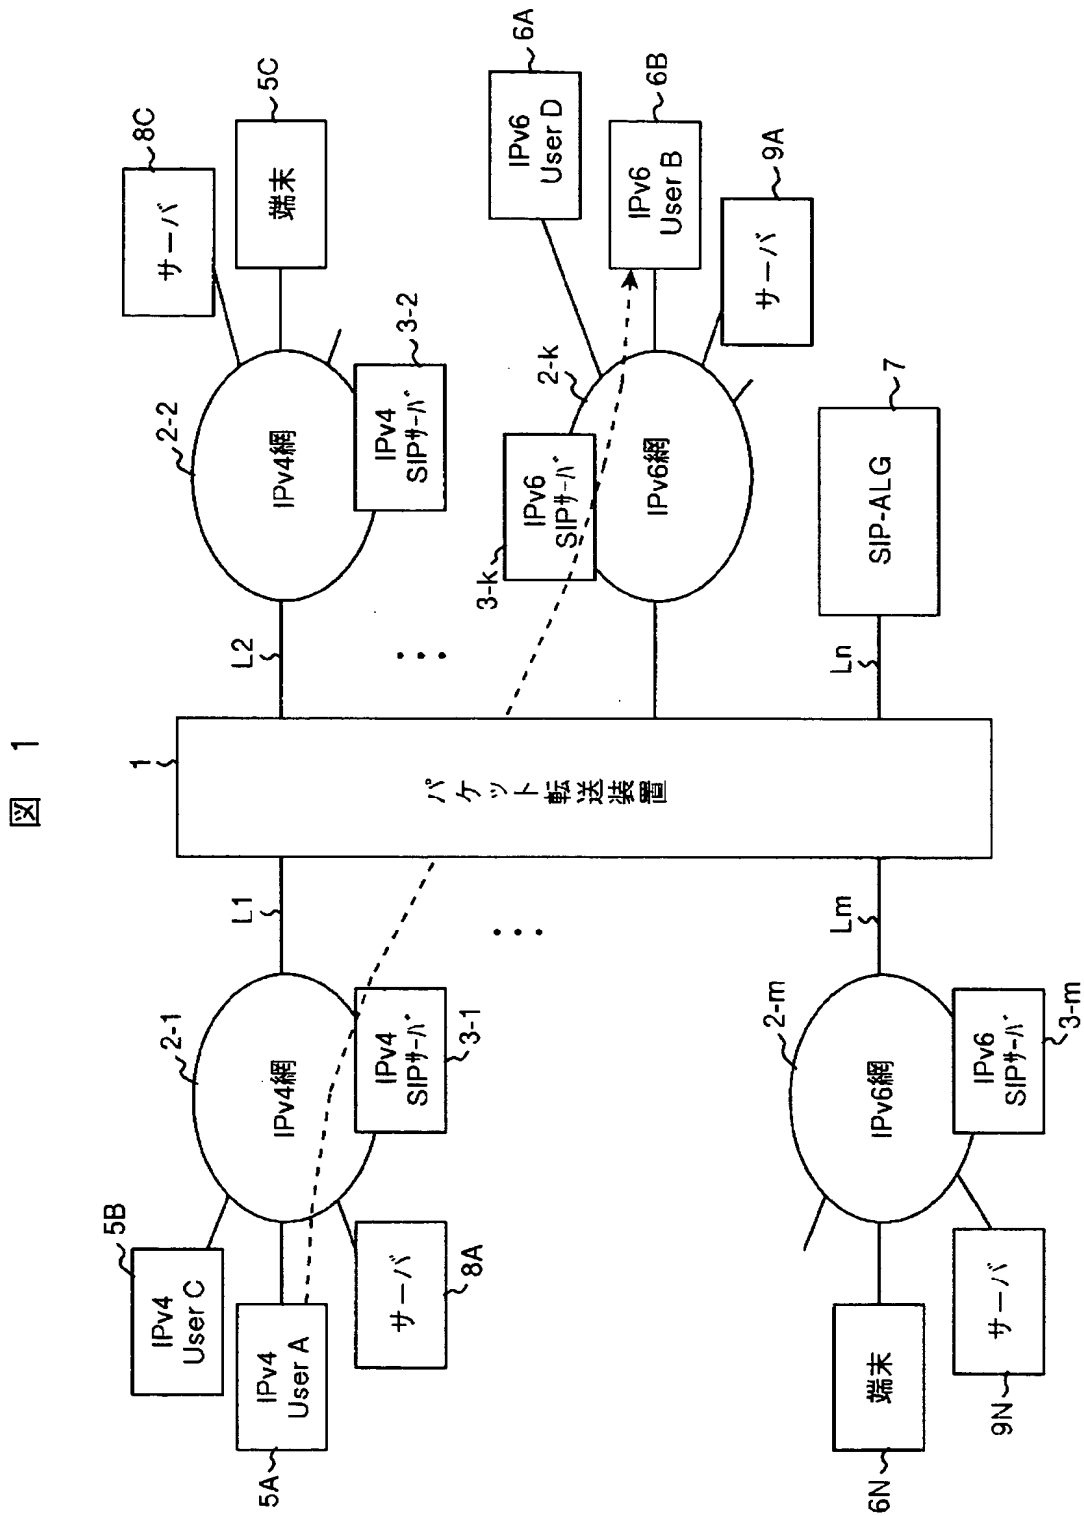 図 1
5B
IPv4
User C
5A
IPv4
User A
サーバ
8A
2-1
IPv4網
IPv4
SIPサーバ
3-1
L1
1
パケット転送装置
L2
2-2
IPv4網
IPv4
SIPサーバ
3-2
サーバ
8C
端末
5C
3-k
IPv6
SIPサーバ
2-k
IPv6網
IPv6
User D
6A
IPv6
User B
6B
サーバ
9A
6N
端末
9N
サーバ
2-m
IPv6網
IPv6
SIPサーバ
3-m
Lm
Ln
SIP-ALG
7